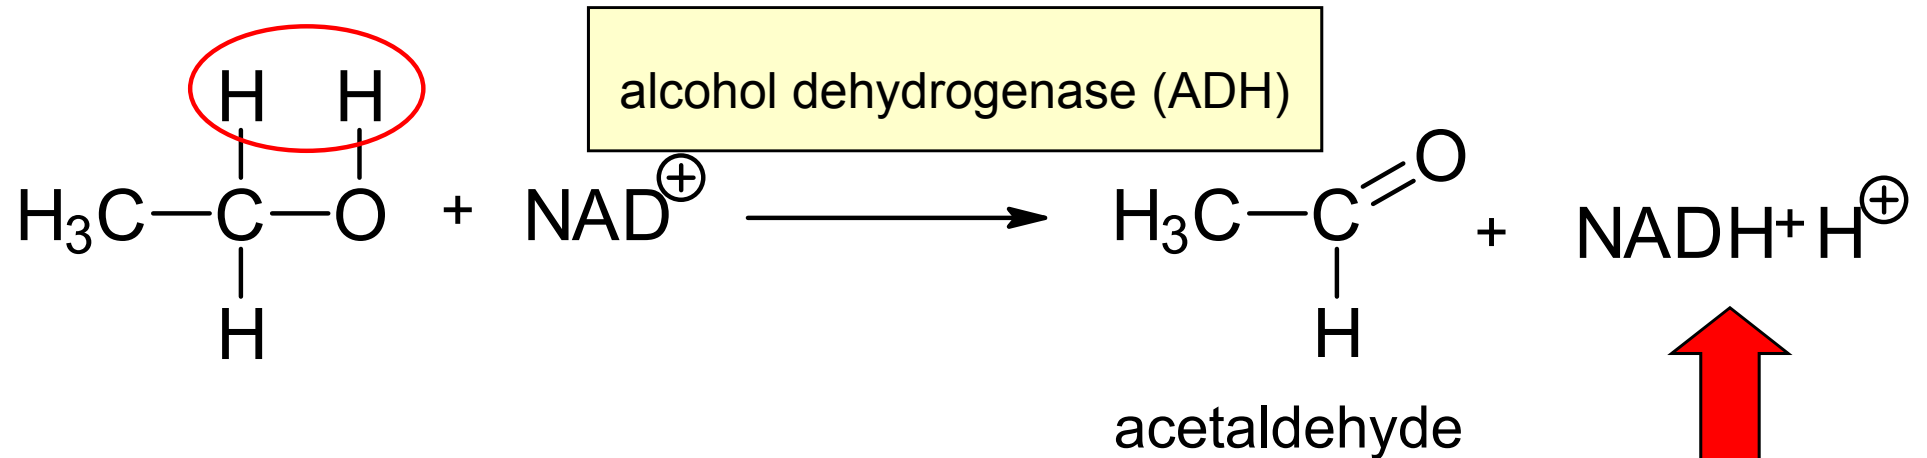 alcohol dehydrogenase (ADH)
H H
H₃C—C—O + NAD⊕ → H₃C—C=O + NADH + H⊕
H H
acetaldehyde